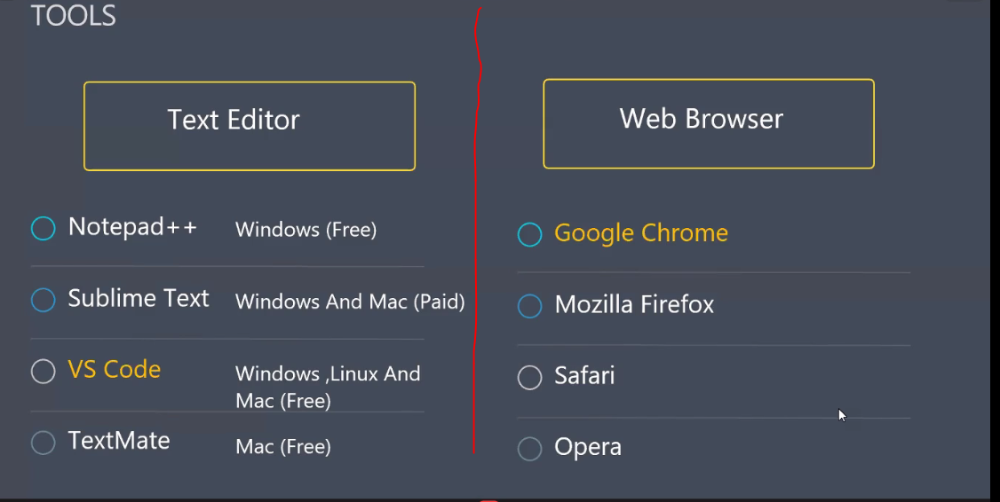 TOOLS
Text Editor
Notepad++ Windows (Free)
Sublime Text Windows And Mac (Paid)
VS Code Windows ,Linux And
Mac (Free)
TextMate Mac (Free)
Web Browser
Google Chrome
Mozilla Firefox
Safari
Opera